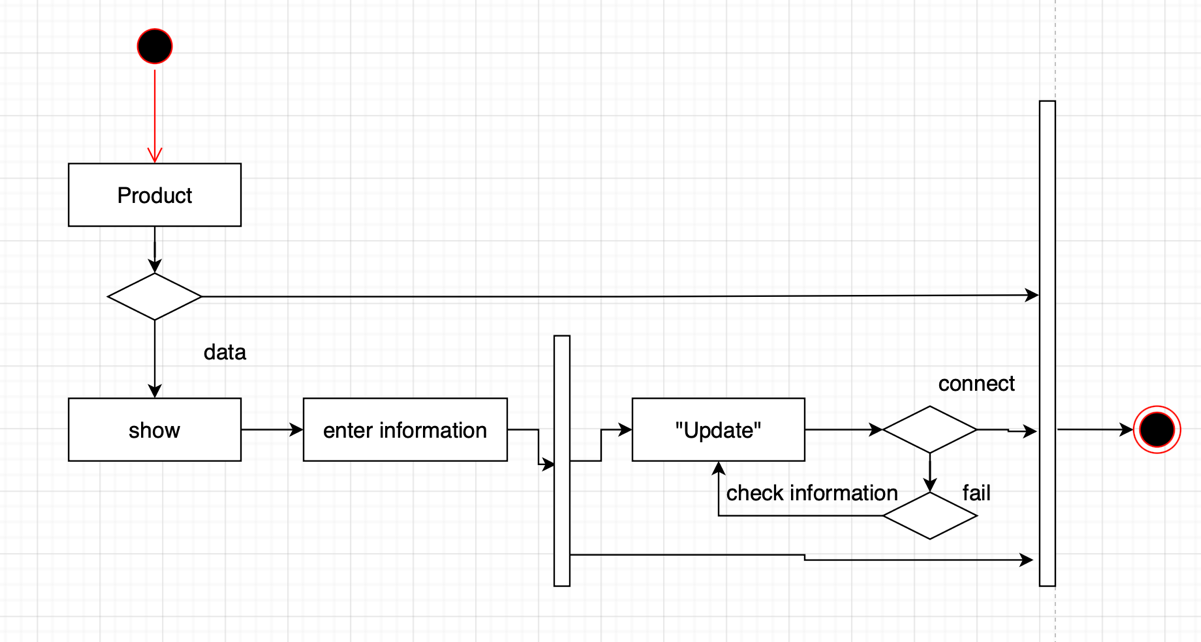 Product
data
show
enter information
"Update"
connect
check information
fail